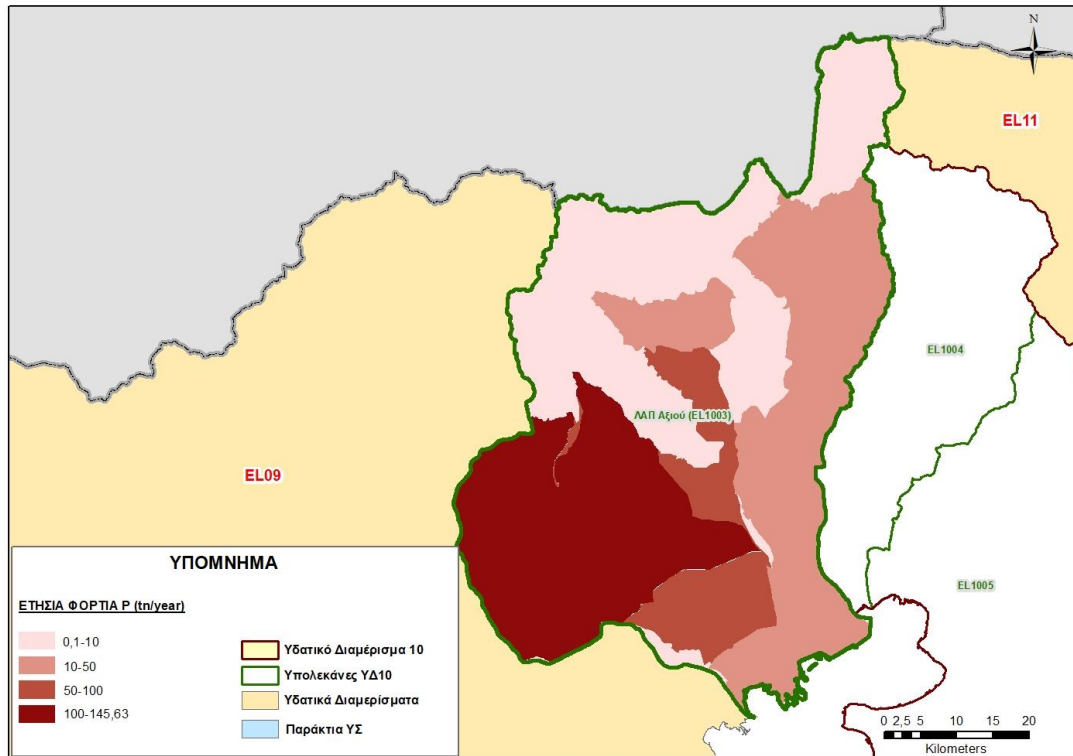 N
EL11
EL1004
ΛΑΠ Αξιού (EL1003)
EL09
EL1005
ΥΠΟΜΝΗΜΑ
ΕΤΗΣΙΑ ΦΟΡΤΙΑ P (tn/year)
0,1-10
10-50
50-100
100-145,63
Υδατικό Διαμέρισμα 10
Υπολεκάνες ΥΔ10
Υδατικά Διαμερίσματα
Παράκτια ΥΣ
0 2,5 5 10 15 20
Kilometers